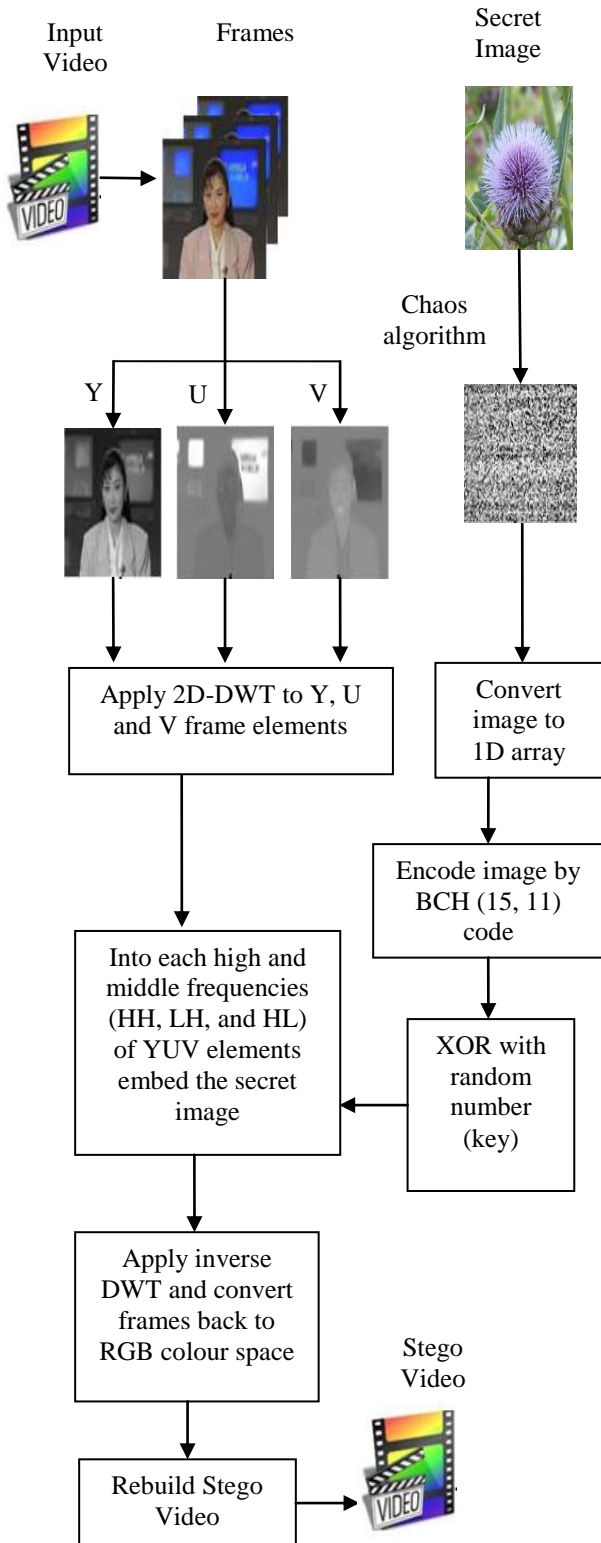 Input
Video
Frames
Secret
Image
VIDEO
Chaos
algorithm
Y
U
V
Apply 2D-DWT to Y, U
and V frame elements
Convert
image to
1D array
Encode image by
BCH (15, 11)
code
Into each high and
middle frequencies
(HH, LH, and HL)
of YUV elements
embed the secret
image
XOR with
random
number
(key)
Apply inverse
DWT and convert
frames back to
RGB colour space
Stego
Video
VIDEO
Rebuild Stego
Video